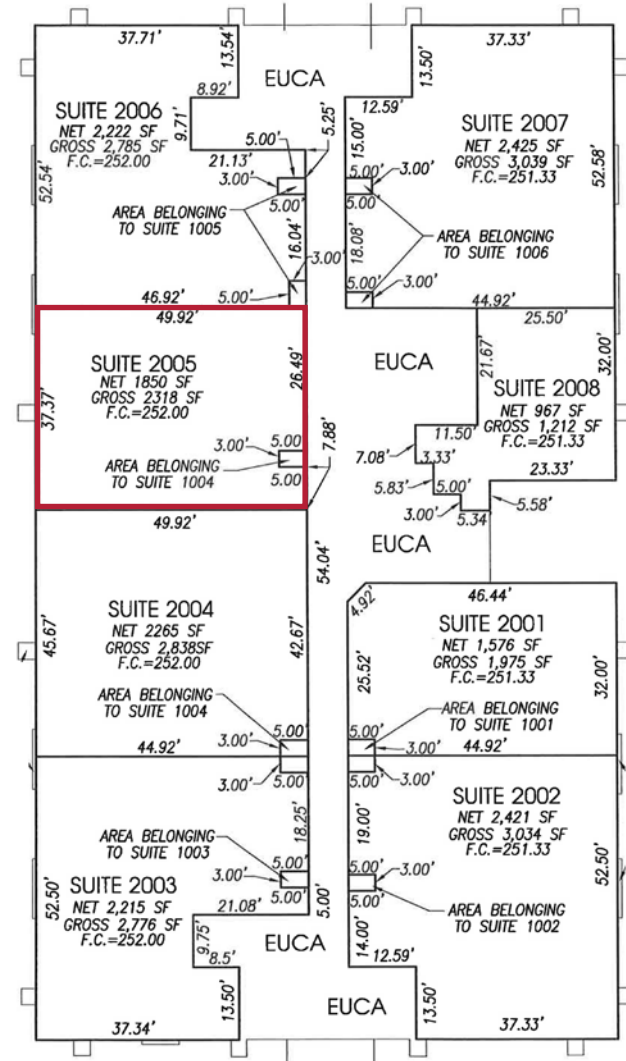 37.71'
13.54'
EUCA
13.50'
37.33'
8.92'
9.71'
5.25'
12.59'
15.00'
SUITE 2006
NET 2,222 SF
GROSS 2,785 SF
F.C.=252.00
SUITE 2007
NET 2,425 SF
GROSS 3,039 SF
F.C.=251.33
52.54'
52.58'
21.13'
5.00'
3.00'
5.00'
5.00'
3.00'
5.00'
AREA BELONGING
TO SUITE 1005
16.04'
18.08'
AREA BELONGING
TO SUITE 1006
3.00'
5.00'
5.00'
3.00'
46.92'
44.92'
49.92'
25.50'
SUITE 2005
NET 1850 SF
GROSS 2318 SF
F.C.=252.00
37.37'
26.49'
EUCA
21.67'
32.00'
SUITE 2008
NET 967 SF
GROSS 1,212 SF
F.C.=251.33
3.00'
5.00
AREA BELONGING
TO SUITE 1004
5.00
7.88'
11.50'
7.08'
3.33'
23.33'
5.83'
5.00'
3.00'
5.34
5.58'
49.92'
EUCA
54.04'
4.92'
46.44'
SUITE 2004
NET 2265 SF
GROSS 2,838SF
F.C.=252.00
45.67'
42.67'
25.52'
SUITE 2001
NET 1,576 SF
GROSS 1,975 SF
F.C.=251.33
32.00'
AREA BELONGING
TO SUITE 1004
AREA BELONGING
TO SUITE 1001
5.00'
3.00'
5.00'
3.00'
44.92'
44.92'
3.00'
5.00'
5.00'
3.00'
18.25'
19.00'
SUITE 2002
NET 2,421 SF
GROSS 3,034 SF
F.C.=251.33
AREA BELONGING
TO SUITE 1003
5.00'
3.00'
5.00'
5.00'
3.00'
5.00'
52.50'
52.50'
SUITE 2003
NET 2,215 SF
GROSS 2,776 SF
F.C.=252.00
21.08'
5.00'
AREA BELONGING
TO SUITE 1002
9.75'
EUCA
14.00'
8.5'
12.59'
13.50'
EUCA
13.50'
37.34'
37.33'